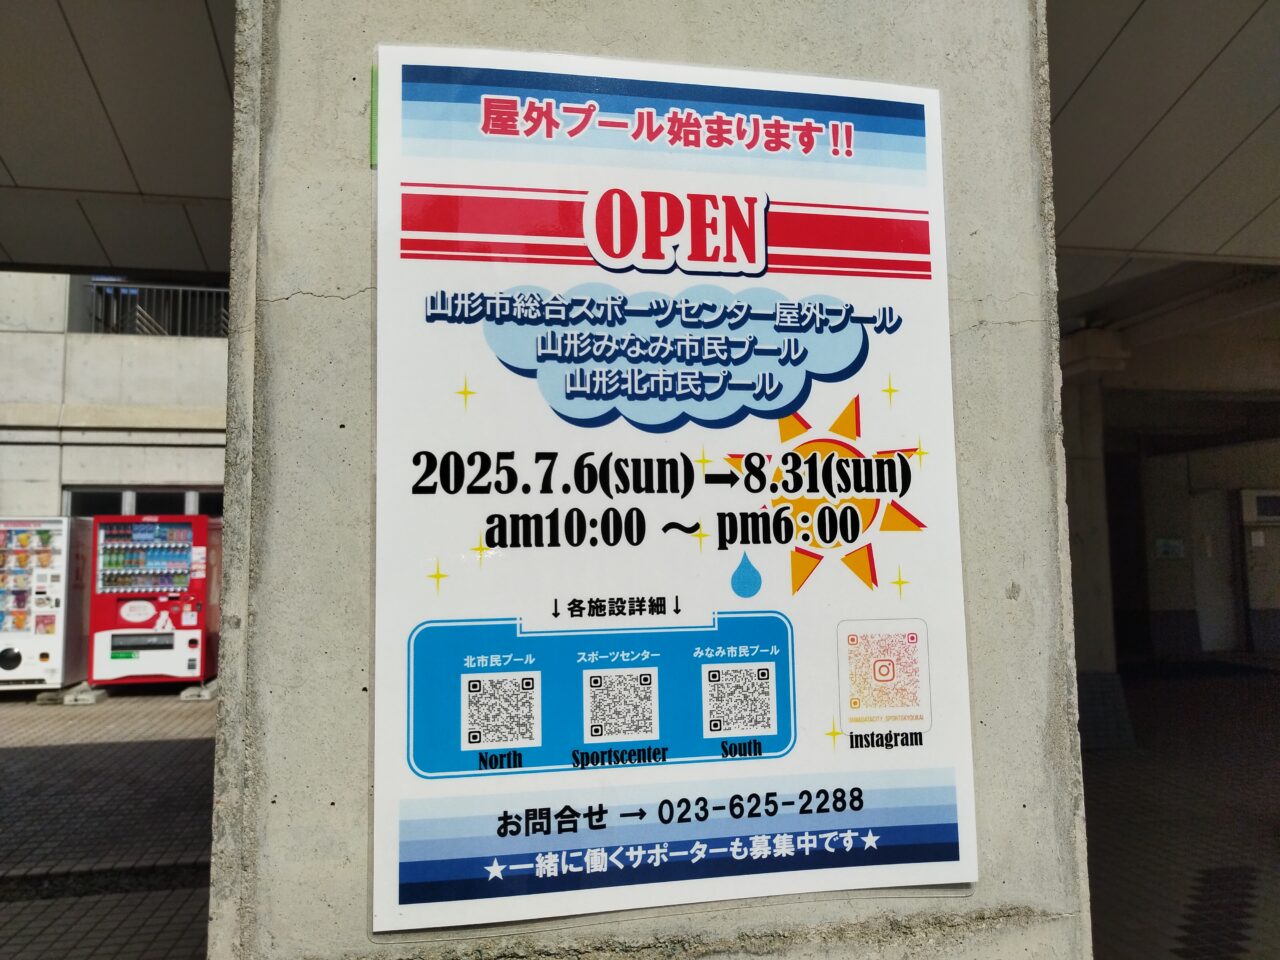 屋外プール始まります!!
OPEN
山形市総合スポーツセンター屋外プール
山形みなみ市民プール
山形北市民プール
2025.7.6(sun)→8.31(sun)
am10:00 ～ pm6:00
↓各施設詳細↓
北市民プール
スポーツセンター
みなみ市民プール
North
Sportscenter
South
YAMAGATACITY_SPORTSKYOUKAI
instagram
お問合せ → 023-625-2288
★一緒に働くサポーターも募集中です★